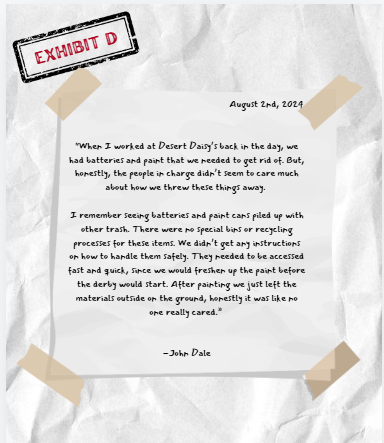 EXHIBIT D
August 2nd, 2024
"When I worked at Desert Daisy's back in the day, we
had batteries and paint that we needed to get rid of. But,
honestly, the people in charge didn't seem to care much
about how we threw these things away.
I remember seeing batteries and paint cans piled up with
other trash. There were no special bins or recycling
processes for these items. We didn't get any instructions
on how to handle them safely. They needed to be accessed
fast and quick, since we would freshen up the paint before
the derby would start. After painting we just left the
materials outside on the ground, honestly it was like no
one really cared."
-John Dale